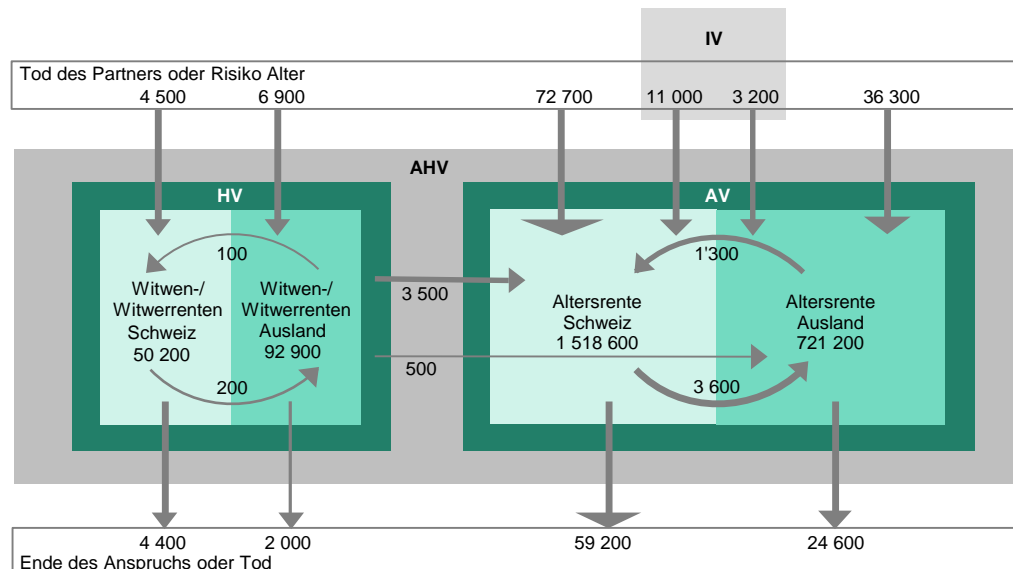 IV
Tod des Partners oder Risiko Alter
4 500 6 900 72 700 11 000 3 200 36 300
AHV
HV
AV
100
Witwen-/
Witwerrenten
Schweiz
50 200
Witwen-/
Witwerrenten
Ausland
92 900
200
3 500
500
1'300
Altersrente
Schweiz
1 518 600
Altersrente
Ausland
721 200
3 600
4 400 2 000 59 200 24 600
Ende des Anspruchs oder Tod